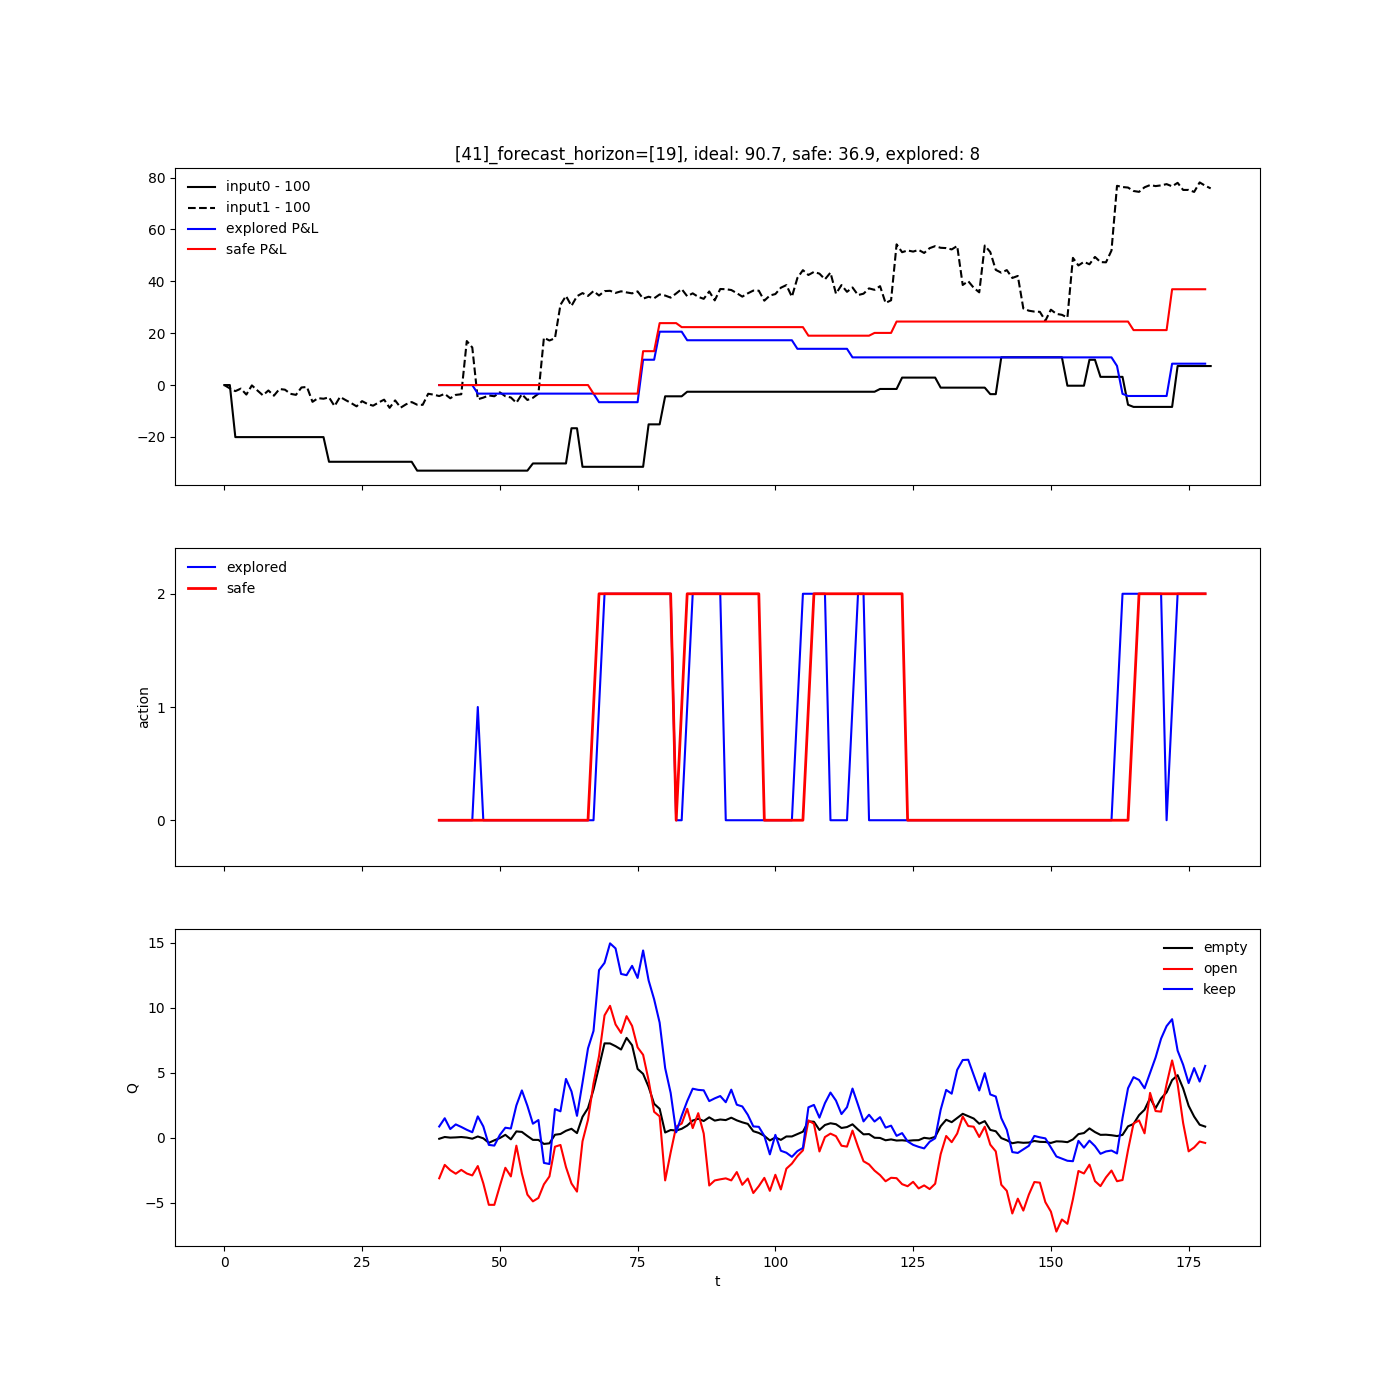 [41]_forecast_horizon=[19], ideal: 90.7, safe: 36.9, explored: 8
80
60
40
20
0
−20
input0 - 100
input1 - 100
explored P&L
safe P&L
2
1
0
action
explored
safe
15
10
5
0
−5
Q
empty
open
keep
0 25 50 75 100 125 150 175
t